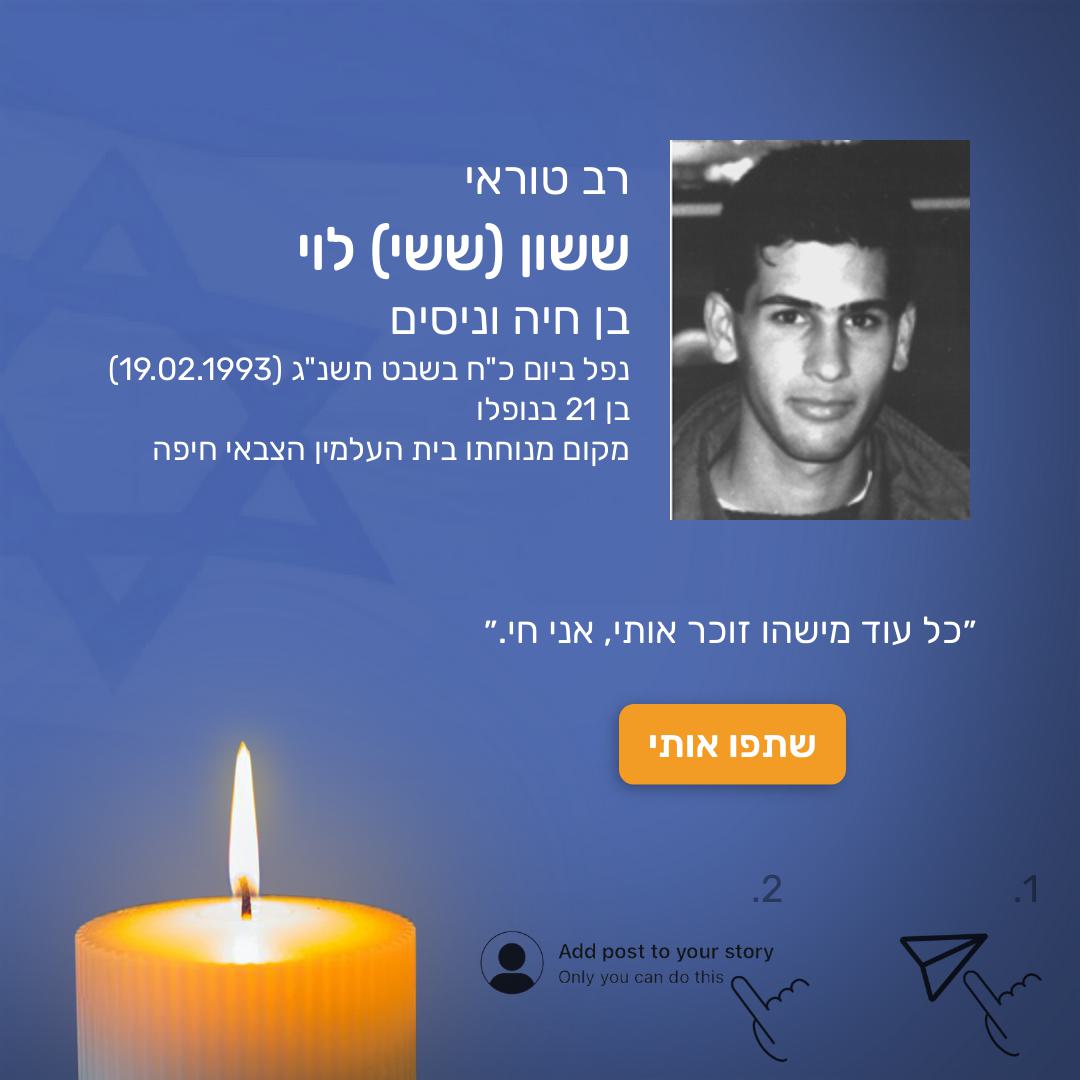 רב טוראי
ששון (ששי) לוי
בן חיה וניסים
נפל ביום כ"ח בשבט תשנ"ג (19.02.1993)
בן 21 בנופלו
מקום מנוחתו בית העלמין הצבאי חיפה
״כל עוד מישהו זוכר אותי, אני חי.״
שתפו אותי
.1
.2
Add post to your story
Only you can do this